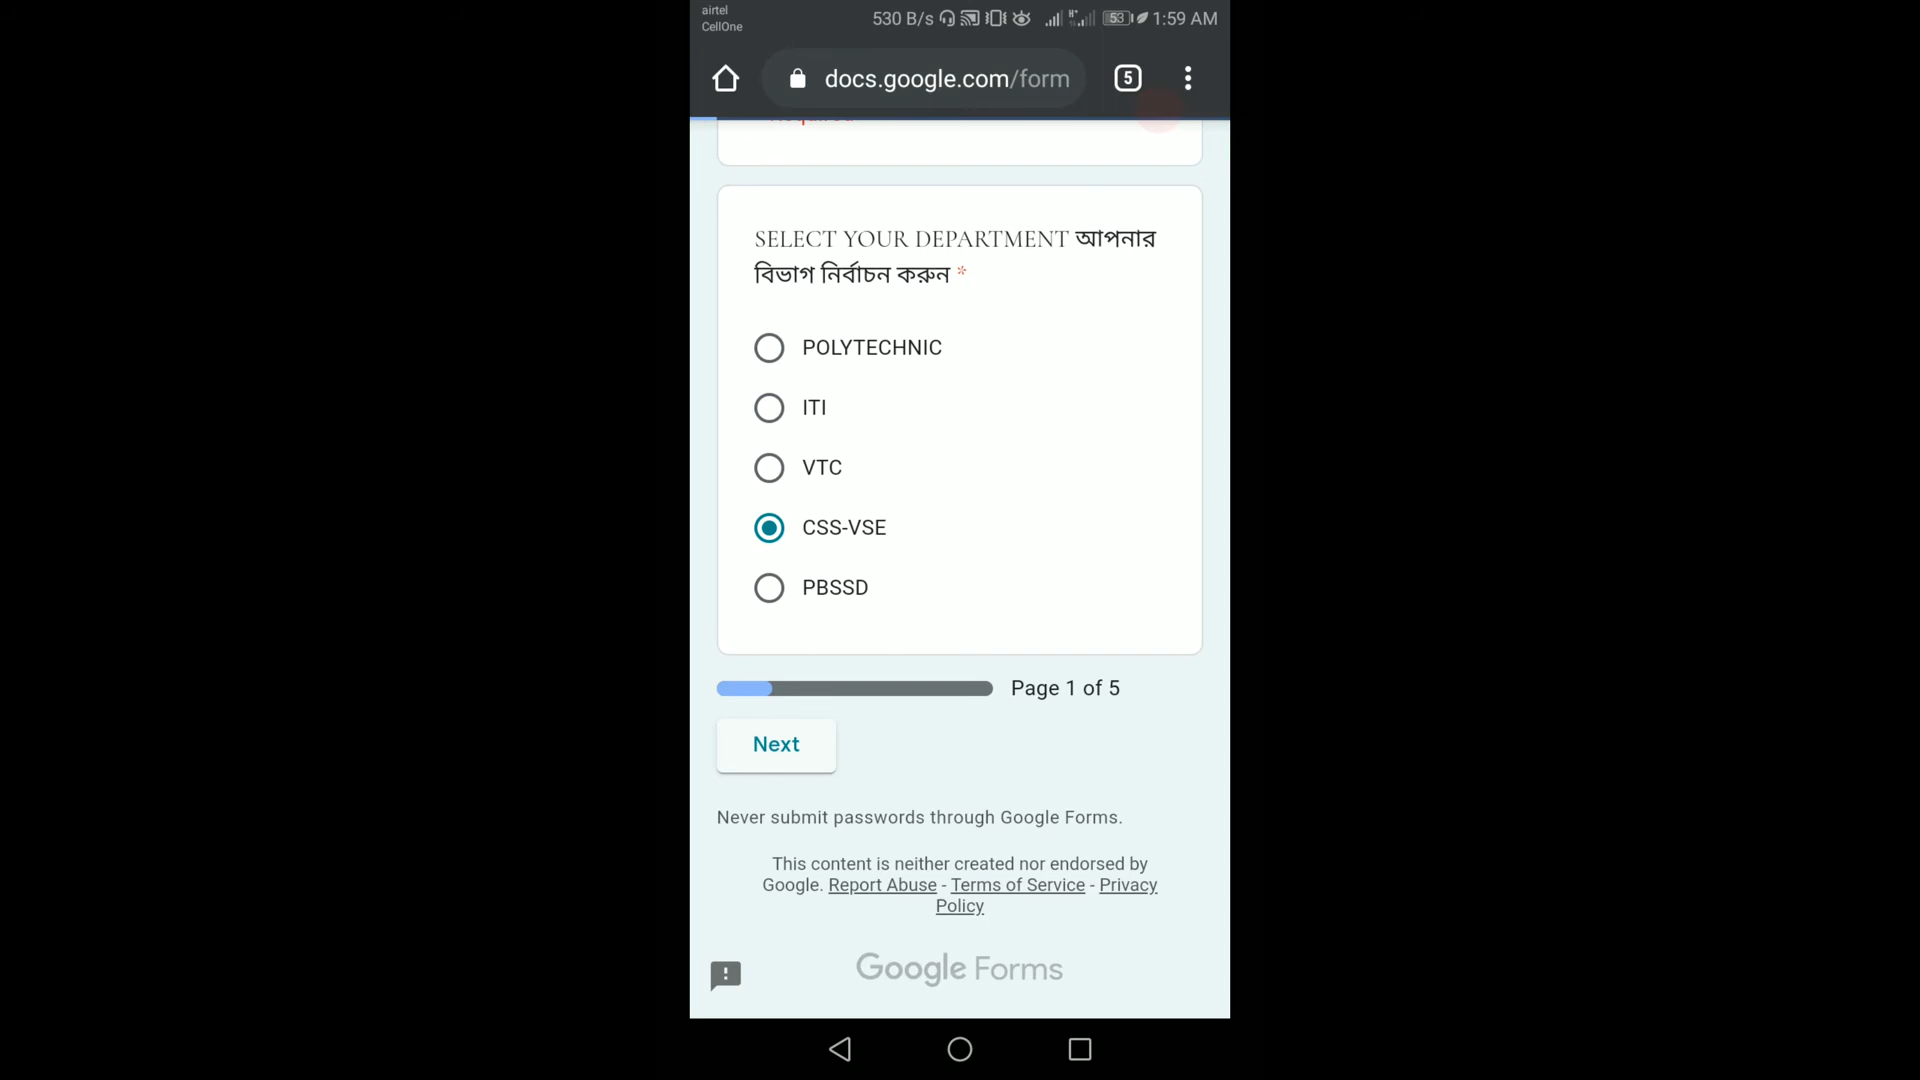 airtel
CellOne
530 B/s 53 1:59 AM
docs.google.com/form 5
SELECT YOUR DEPARTMENT আপনার
বিভাগ নির্বাচন করুন *
POLYTECHNIC
ITI
VTC
CSS-VSE
PBSSD
Page 1 of 5
Next
Never submit passwords through Google Forms.
This content is neither created nor endorsed by
Google. Report Abuse - Terms of Service - Privacy
Policy
Google Forms